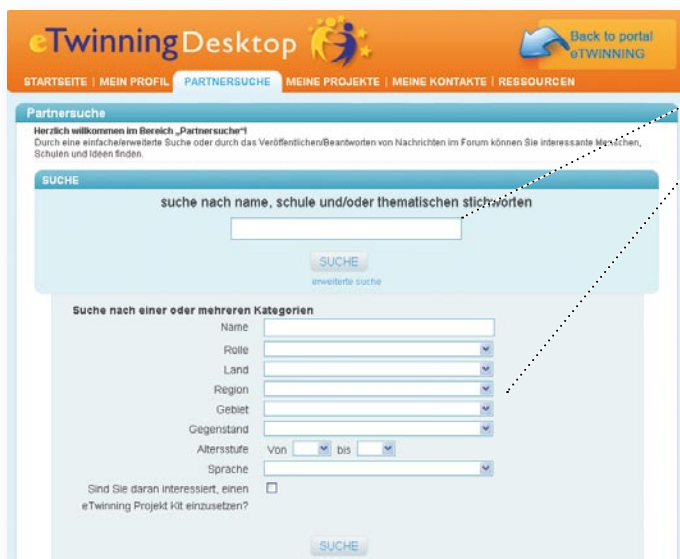 eTwinning Desktop
Back to portal
eTWINNING
STARTSEITE | MEIN PROFIL PARTNERSUCHE MEINE PROJEKTE | MEINE KONTAKTE | RESSOURCEN
Partnersuche
Herzlich willkommen im Bereich „Partnersuche“!
Durch eine einfache/erweiterte Suche oder durch das Veröffentlichen/Beantworten von Nachrichten im Forum können Sie interessante Menschen,
Schulen und Ideen finden.
SUCHE
suche nach name, schule und/oder thematischen stichworten
SUCHE
erweiterte suche
Suche nach einer oder mehreren Kategorien
Name
Rolle
Land
Region
Gebiet
Gegenstand
Altersstufe Von bis
Sprache
Sind Sie daran interessiert, einen
eTwinning Projekt Kit einzusetzen?
SUCHE